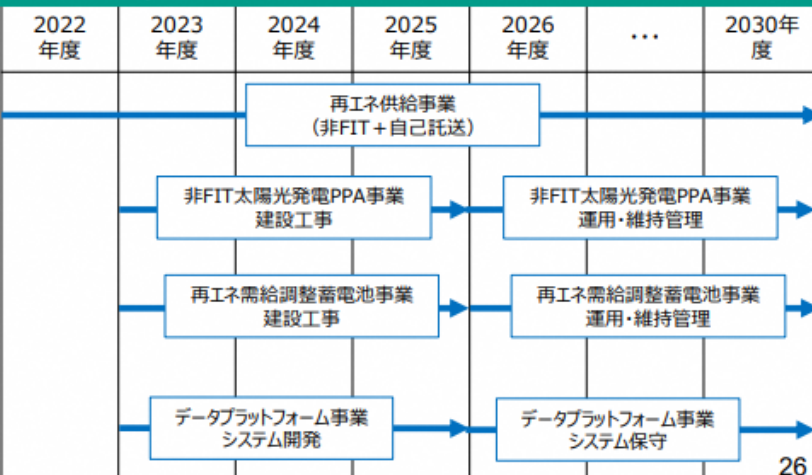 2022
年度
2023
年度
2024
年度
2025
年度
2026
年度
…
2030年
度
再エネ供給事業
(非FIT+自己託送)
非FIT太陽光発電PPA事業
建設工事
非FIT太陽光発電PPA事業
運用・維持管理
再エネ需給調整蓄電池事業
建設工事
再エネ需給調整蓄電池事業
運用・維持管理
データプラットフォーム事業
システム開発
データプラットフォーム事業
システム保守
26